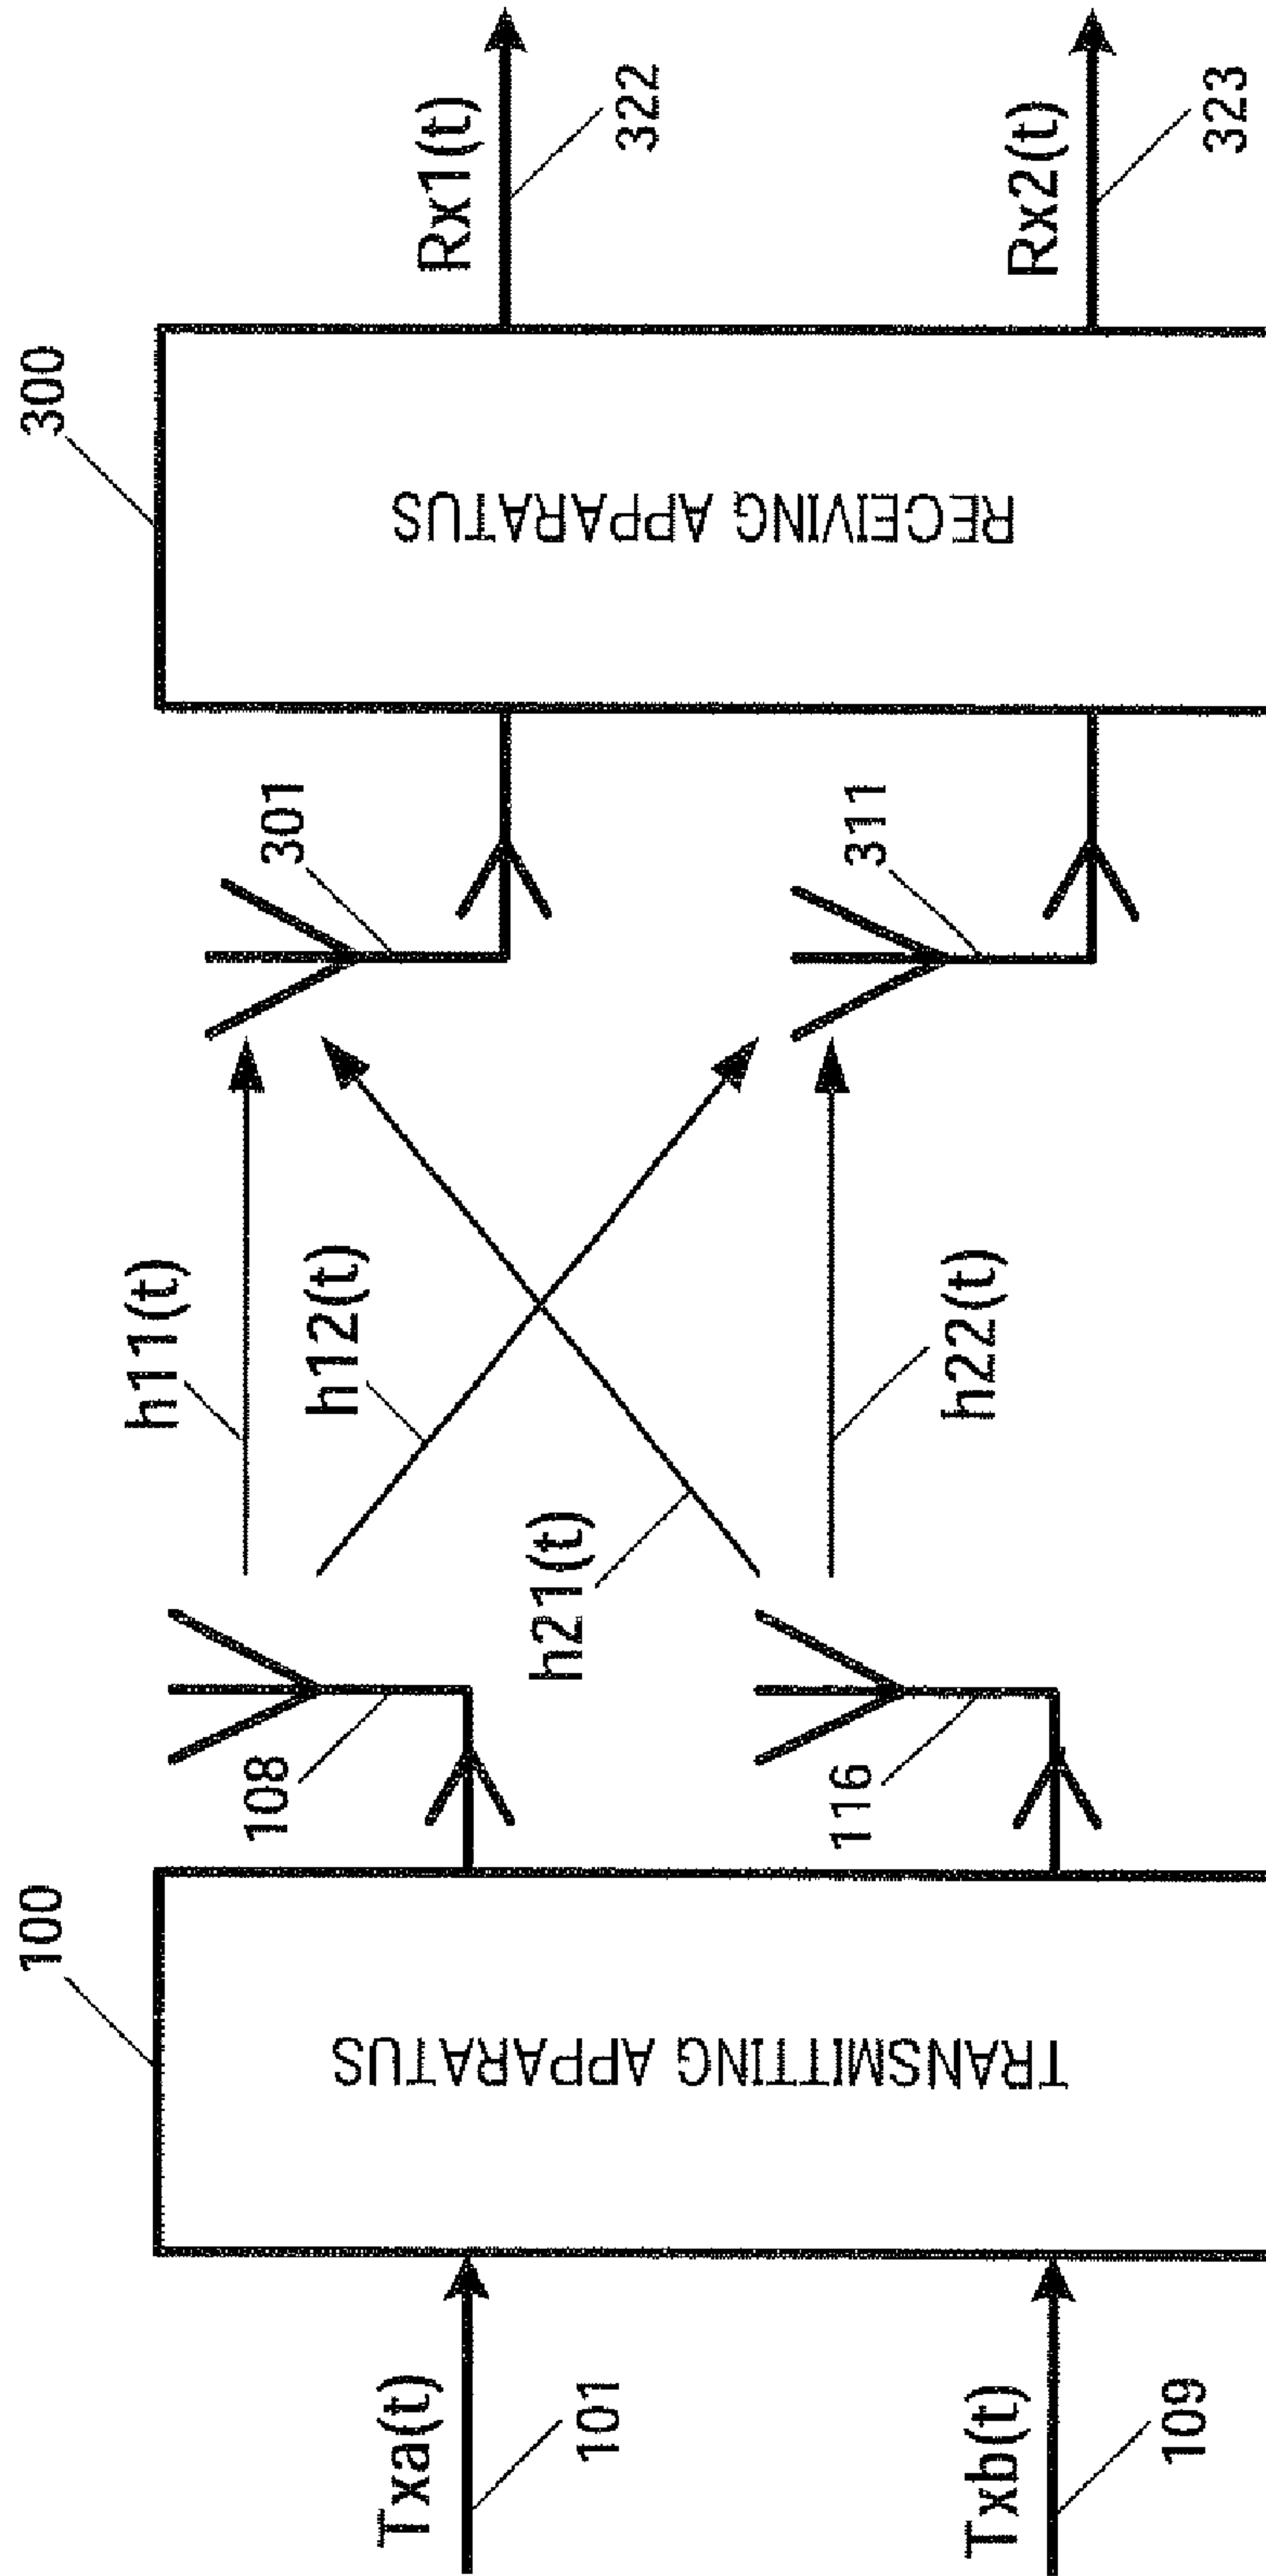 100
300
Txa(t)
101
108
h11(t)
h12(t)
301
Rx1(t)
322
TRANSMITTING APPARATUS
RECEIVING APPARATUS
h21(t)
h22(t)
Txb(t)
109
116
311
Rx2(t)
323